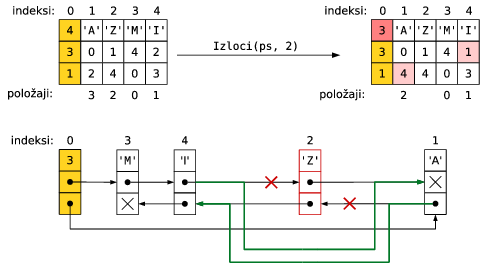 indeksi: 0 1 2 3 4
4 'A' 'Z' 'M' 'I'
3 0 1 4 2
1 2 4 0 3
položaji: 3 2 0 1
Izloci(ps, 2)
indeksi: 0 1 2 3 4
3 'A' 'Z' 'M' 'I'
3 0 1 4 1
1 4 4 0 3
položaji: 2 0 1
indeksi: 0 3 4 2 1
3 'M' 'I' 'Z' 'A'